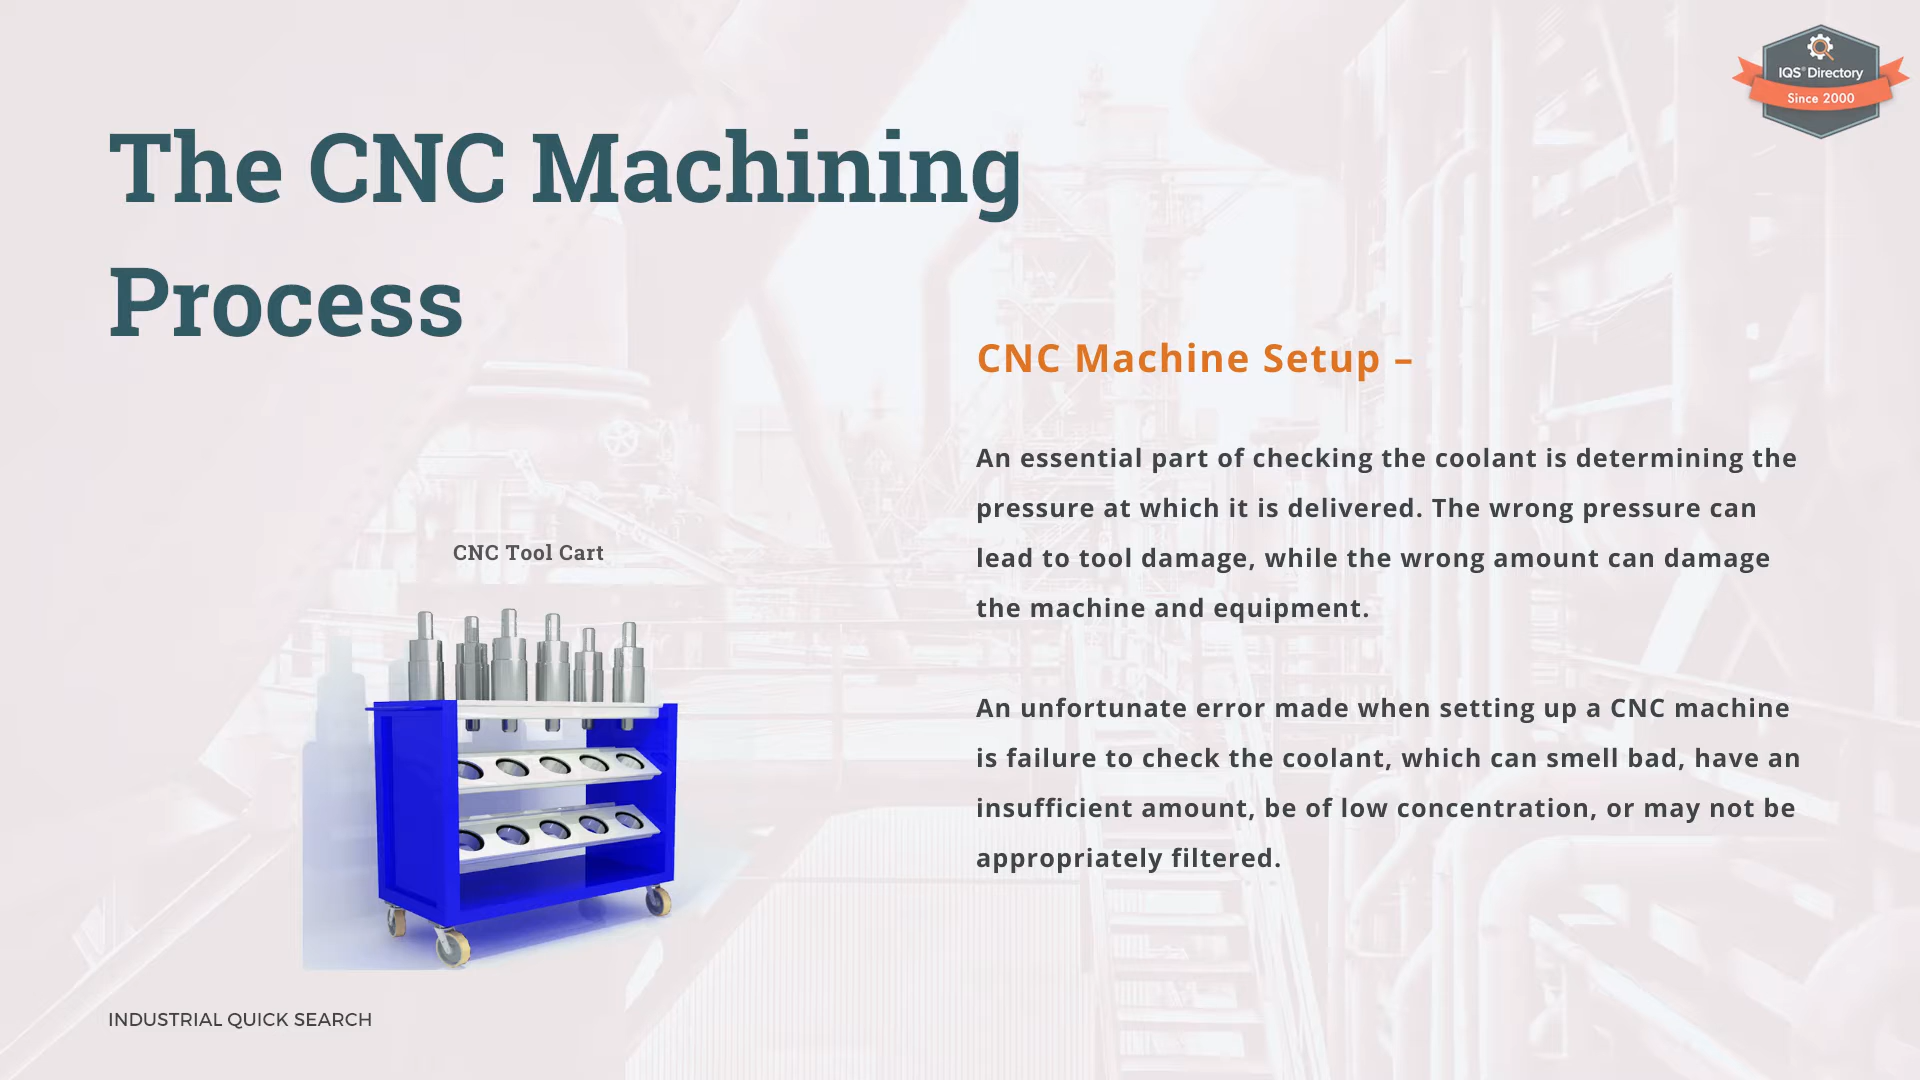 IQS® Directory
Since 2000
The CNC Machining
Process
CNC Machine Setup –
An essential part of checking the coolant is determining the
pressure at which it is delivered. The wrong pressure can
lead to tool damage, while the wrong amount can damage
the machine and equipment.
An unfortunate error made when setting up a CNC machine
is failure to check the coolant, which can smell bad, have an
insufficient amount, be of low concentration, or may not be
appropriately filtered.
CNC Tool Cart
INDUSTRIAL QUICK SEARCH